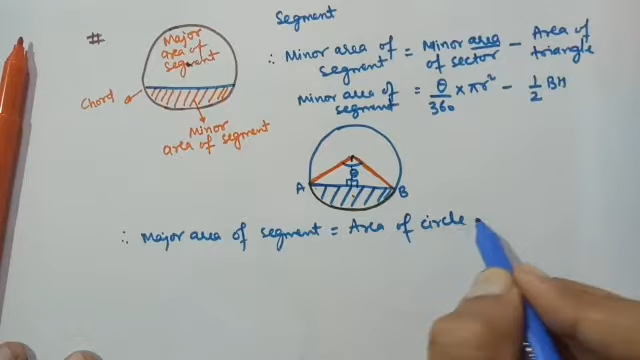 Segment
#
Major area of segment
Chord
Minor area of segment
∴ Minor area of segment = Minor area of sector - Area of triangle
Minor area of segment = θ/360 × πr² - 1/2 BH
θ
A B
∴ Major area of segment = Area of circle